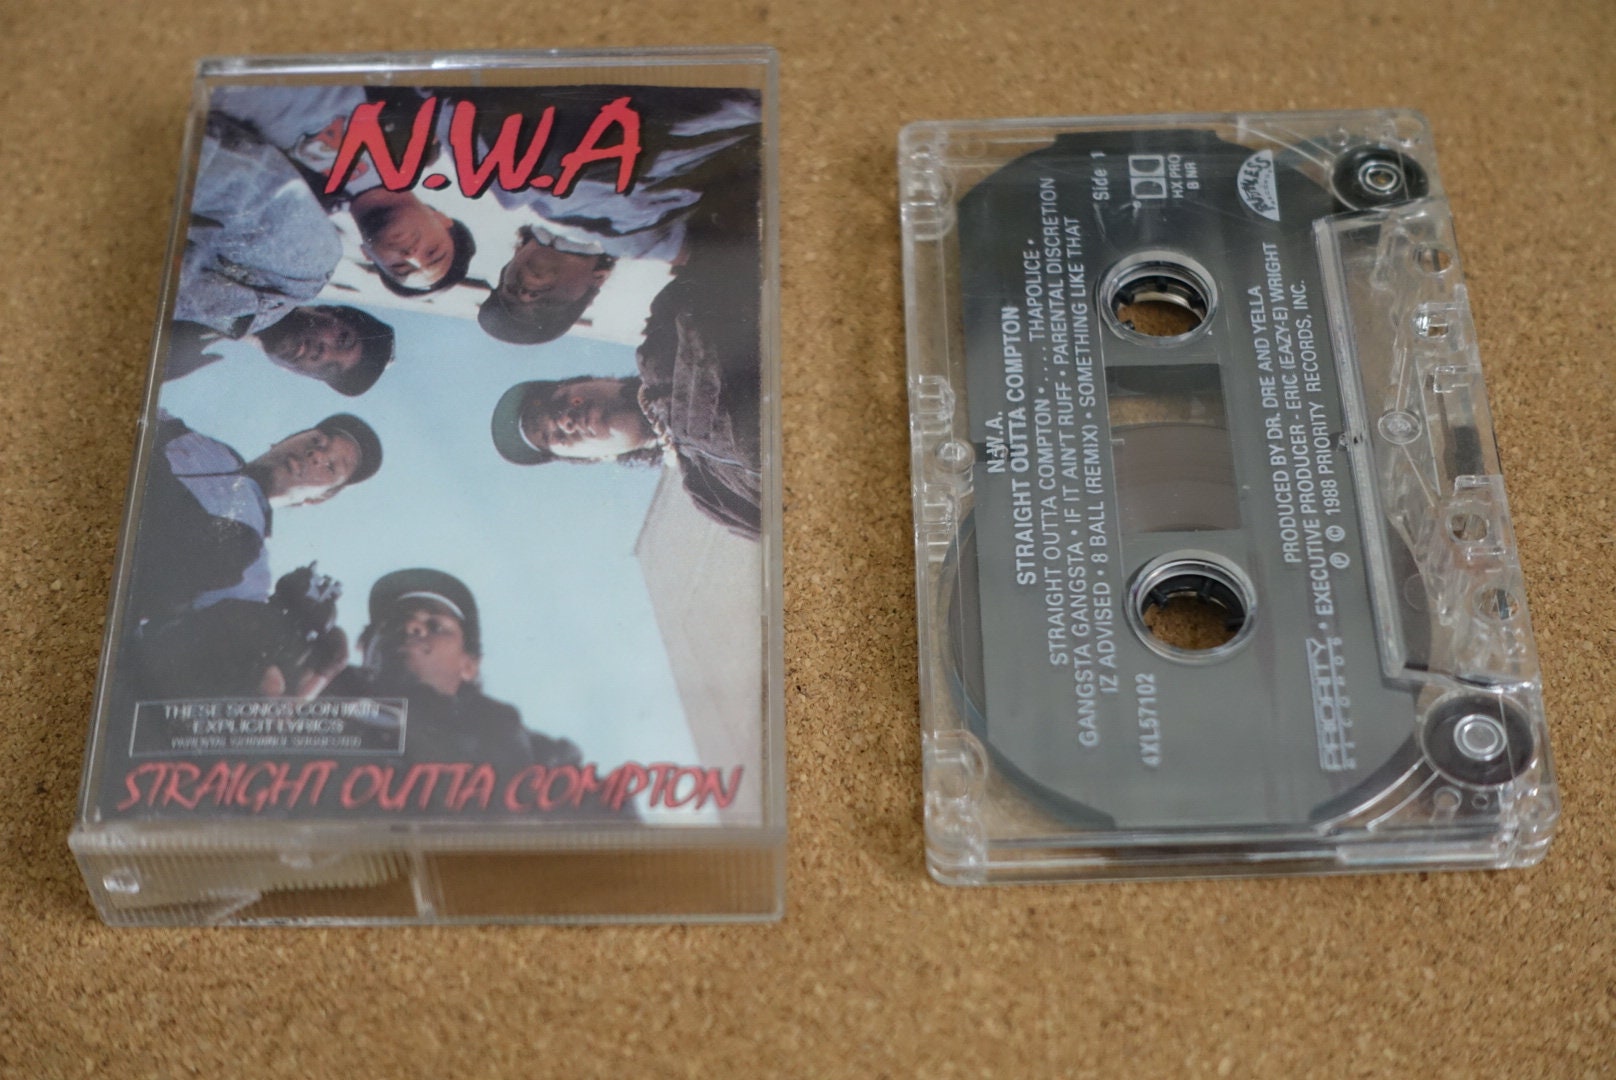 N.W.A
THESE SONGS CONTAIN
EXPLICIT LYRICS
STRAIGHT OUTTA COMPTON
N.W.A.
STRAIGHT OUTTA COMPTON
STRAIGHT OUTTA COMPTON •.... THAPOLICE •
GANGSTA GANGSTA • IF IT AIN'T RUFF • PARENTAL DISCRETION
IZ ADVISED • 8 BALL (REMIX) • SOMETHING LIKE THAT
Side 1
HX PRO
B NR
4XL57102
PRODUCED BY DR. DRE AND YELLA
• EXECUTIVE PRODUCER - ERIC (EAZY-E) WRIGHT
℗ © 1988 PRIORITY RECORDS, INC.
PRIORITY
RECORDS